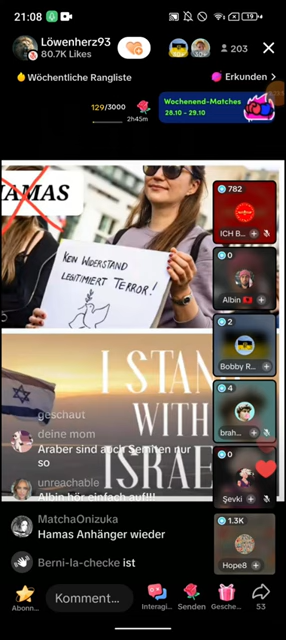 21:08
19
Löwenherz93
80.7K Likes
203
Wöchentliche Rangliste
Erkunden >
129/3000
2h45m
Wochenend-Matches
28.10 - 29.10
AMAS
KEIN WIDERSTAND
LEGITIMIERT TERROR!
782
ICH B...
0
Albin
2
Bobby R...
4
brah...
0
Şevki
1.3K
Hope8
I STAN
WITH
ISRAE
geschaut
deine mom
Araber sind auch Semiten nur
so
unreachable
Albin hör einfach auf!!!
MatchaOnizuka
Hamas Anhänger wieder
Berni-la-checke ist
Abonn...
Komment...
Interagi...
Senden
Gesche...
53